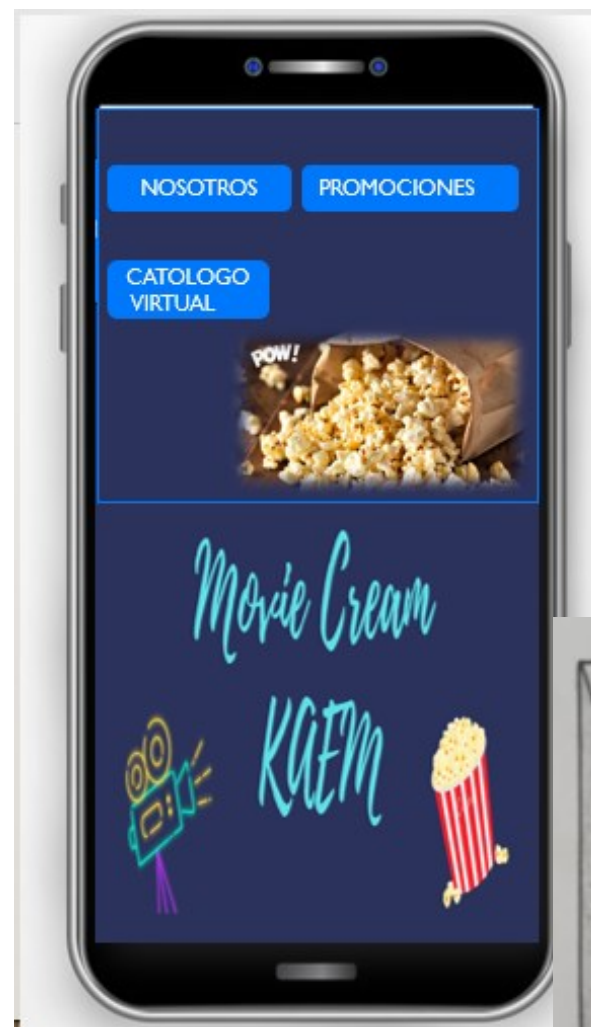 NOSOTROS
PROMOCIONES
CATOLOGO
VIRTUAL
POW!
Movie Cream
KAEM